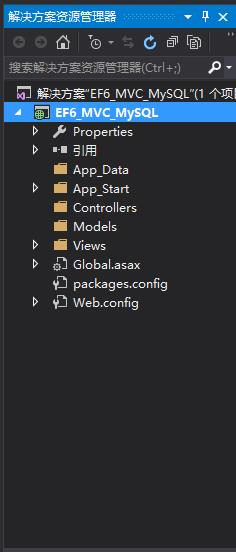 解决方案资源管理器
搜索解决方案资源管理器(Ctrl+;)
解决方案"EF6_MVC_MySQL"(1 个项
EF6_MVC_MySQL
Properties
引用
App_Data
App_Start
Controllers
Models
Views
Global.asax
packages.config
Web.config